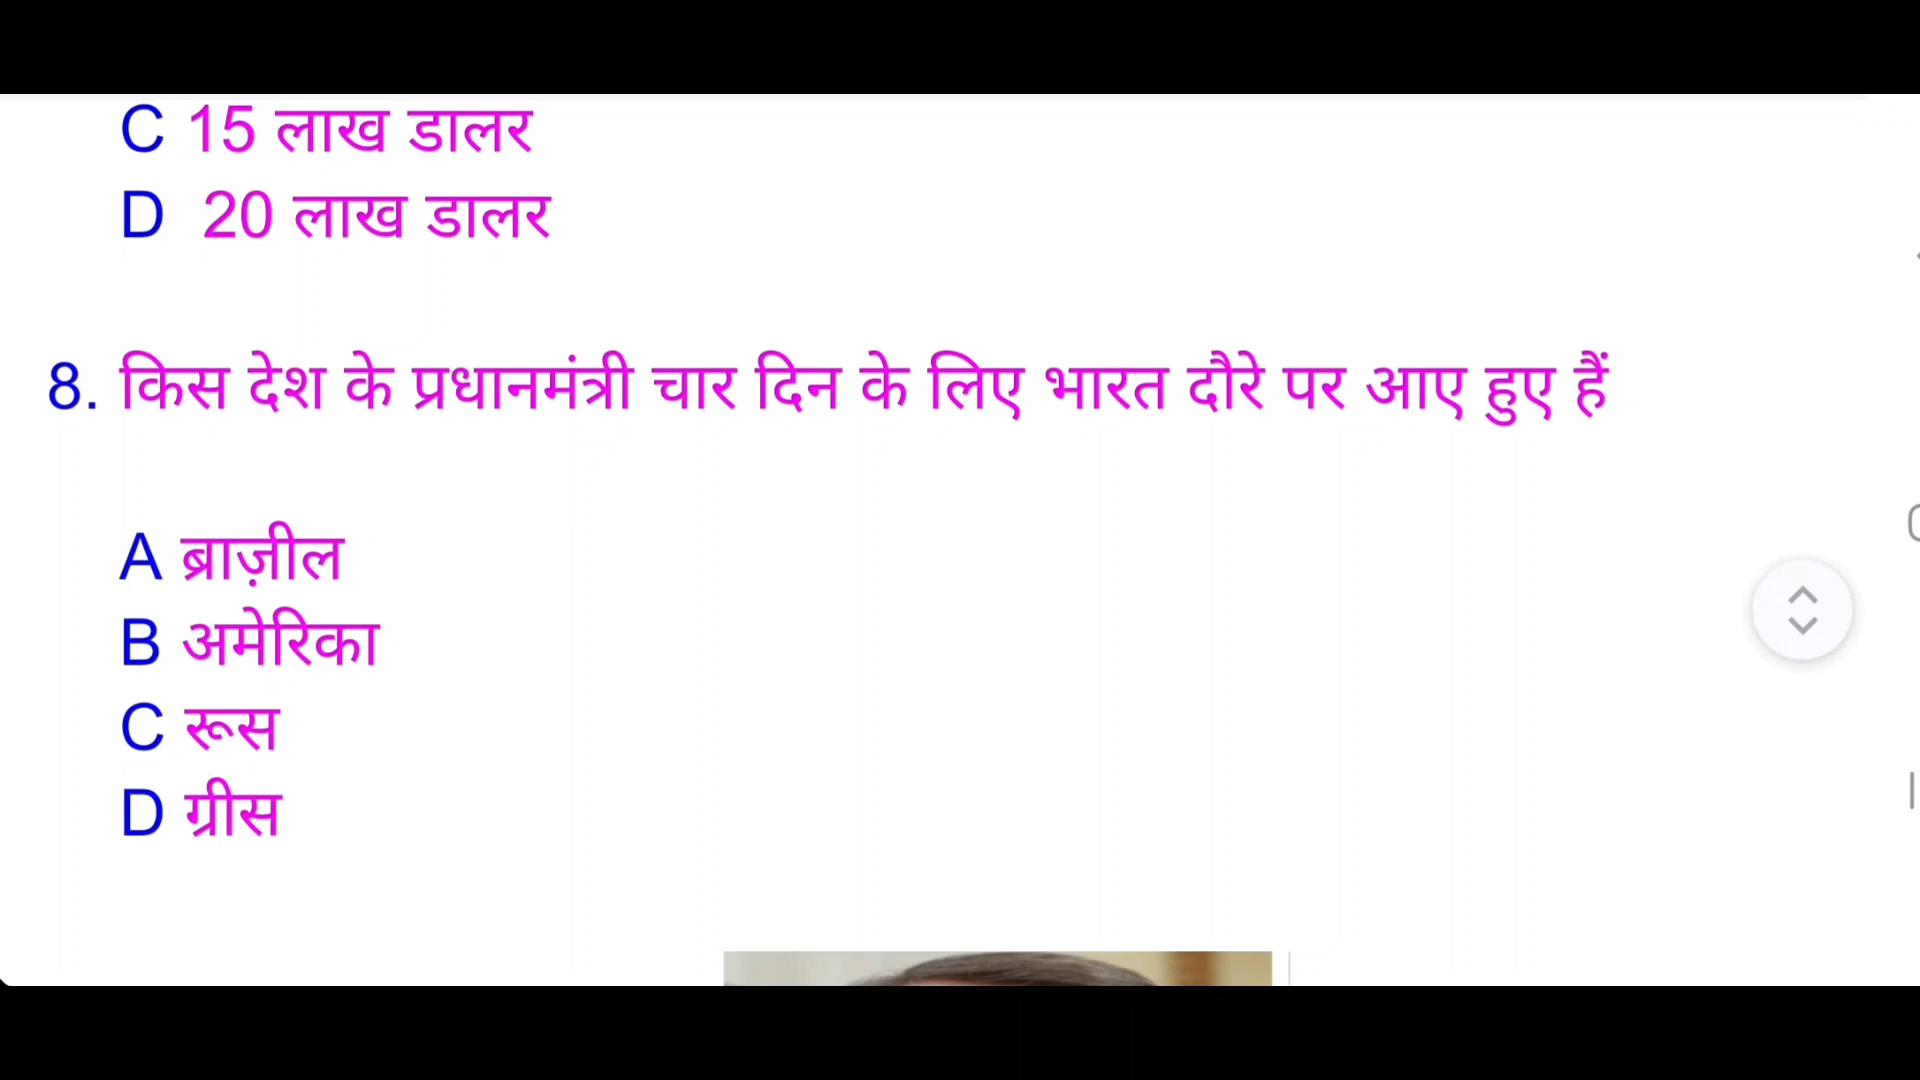 C 15 लाख डालर
D 20 लाख डालर
8. किस देश के प्रधानमंत्री चार दिन के लिए भारत दौरे पर आए हुए हैं
A ब्राज़ील
B अमेरिका
C रूस
D ग्रीस